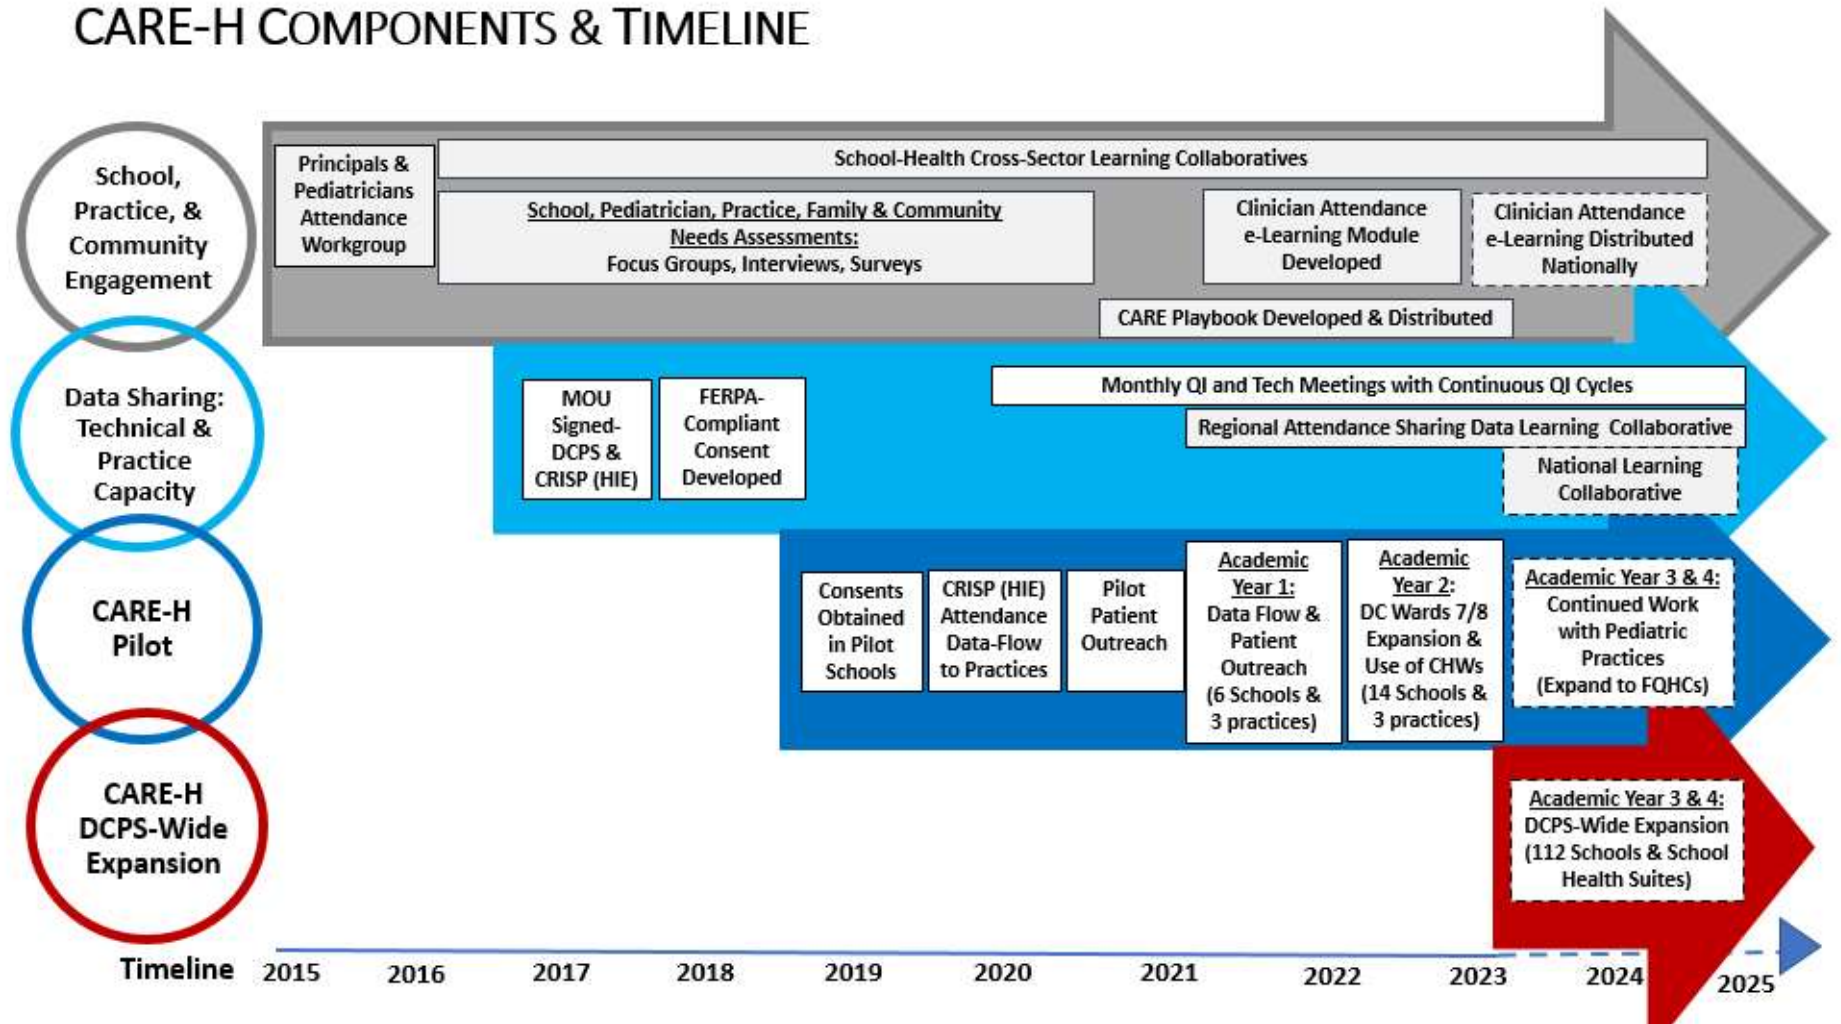 CARE-H COMPONENTS & TIMELINE
School,
Practice, &
Community
Engagement
Principals &
Pediatricians
Attendance
Workgroup
School-Health Cross-Sector Learning Collaboratives
School, Pediatrician, Practice, Family & Community
Needs Assessments:
Focus Groups, Interviews, Surveys
Clinician Attendance
e-Learning Module
Developed
Clinician Attendance
e-Learning Distributed
Nationally
CARE Playbook Developed & Distributed
Data Sharing:
Technical &
Practice
Capacity
MOU
Signed-
DCPS &
CRISP (HIE)
FERPA-
Compliant
Consent
Developed
Monthly QI and Tech Meetings with Continuous QI Cycles
Regional Attendance Sharing Data Learning Collaborative
National Learning
Collaborative
CARE-H
Pilot
Consents
Obtained
in Pilot
Schools
CRISP (HIE)
Attendance
Data-Flow
to Practices
Pilot
Patient
Outreach
Academic
Year 1:
Data Flow &
Patient
Outreach
(6 Schools &
3 practices)
Academic
Year 2:
DC Wards 7/8
Expansion &
Use of CHWs
(14 Schools &
3 practices)
Academic Year 3 & 4:
Continued Work
with Pediatric
Practices
(Expand to FQHCs)
CARE-H
DCPS-Wide
Expansion
Academic Year 3 & 4:
DCPS-Wide Expansion
(112 Schools & School
Health Suites)
Timeline 2015 2016 2017 2018 2019 2020 2021 2022 2023 2024 2025